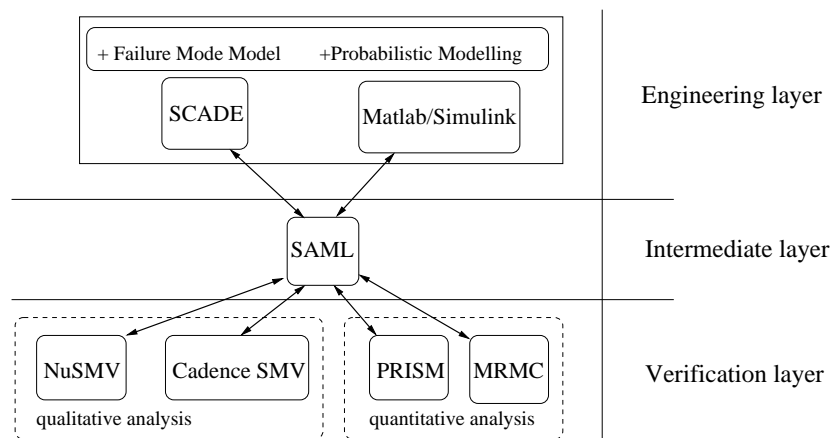 + Failure Mode Model +Probabilistic Modelling
SCADE
Matlab/Simulink
Engineering layer
SAML
Intermediate layer
NuSMV
Cadence SMV
PRISM
MRMC
Verification layer
qualitative analysis
quantitative analysis